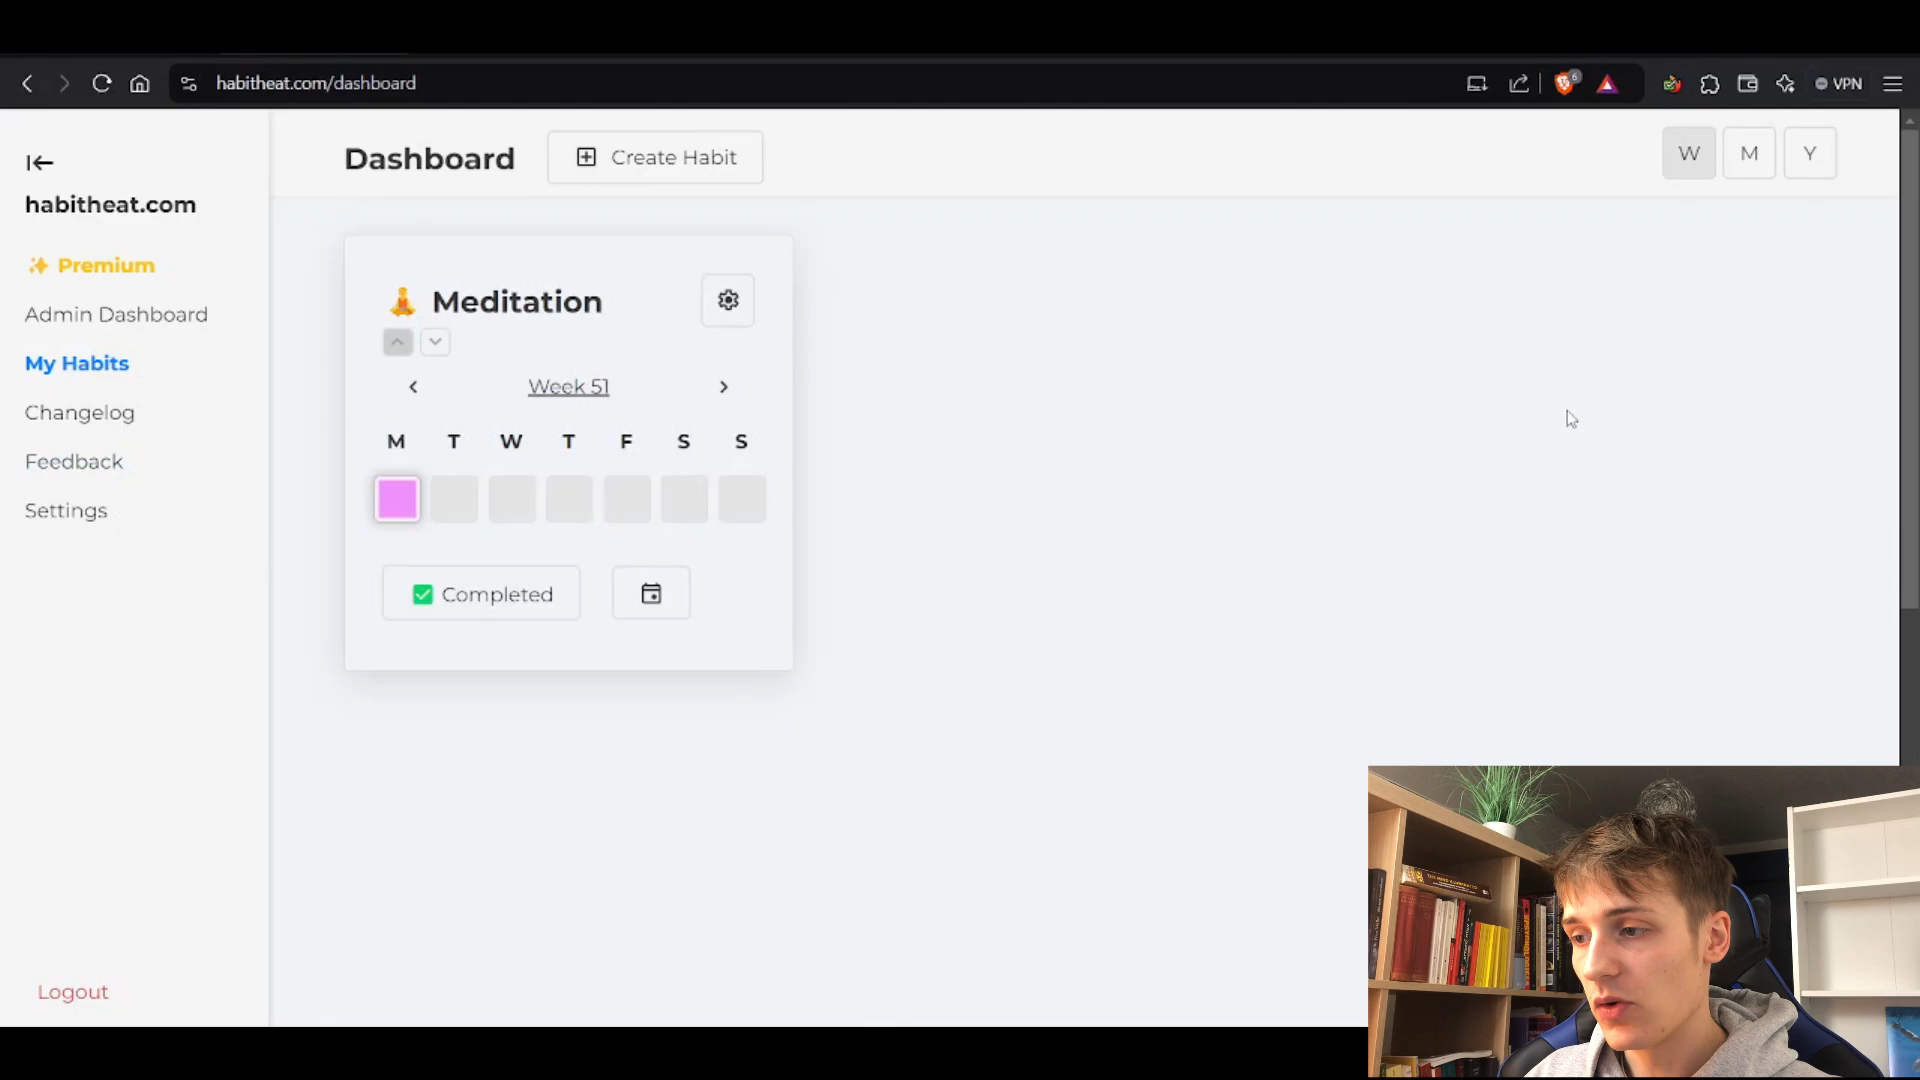 habitheat.com/dashboard
6
VPN
habitheat.com
Premium
Admin Dashboard
My Habits
Changelog
Feedback
Settings
Logout
Dashboard
Create Habit
W M Y
Meditation
Week 51
M T W T F S S
Completed